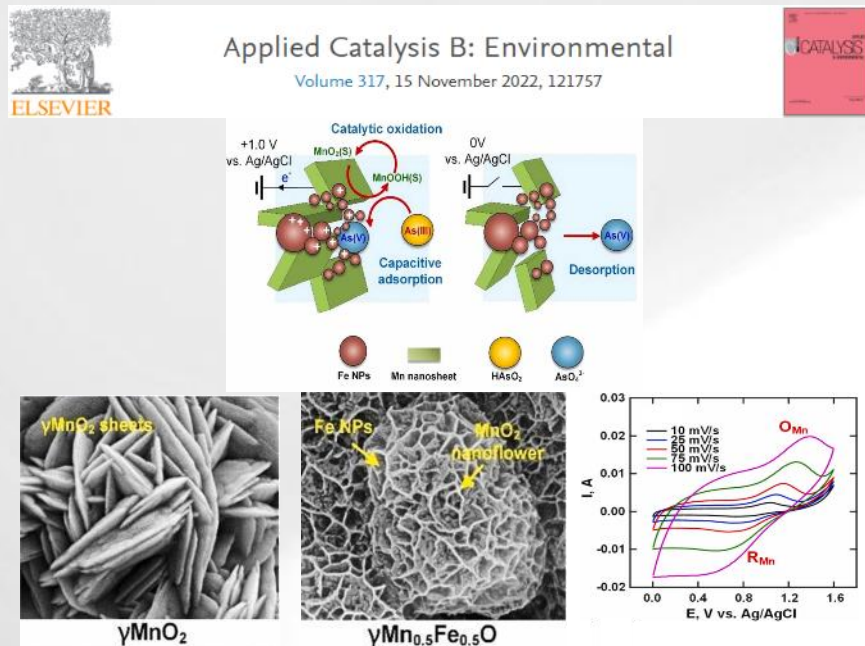 ELSEVIER
Applied Catalysis B: Environmental
Volume 317, 15 November 2022, 121757
CATALYSIS
Catalytic oxidation
+1.0 V
vs. Ag/AgCl
MnO₂(S)
MnOOH(S)
e⁻
As(V)
As(III)
Capacitive
adsorption
0V
vs. Ag/AgCl
As(V)
Desorption
Fe NPs
Mn nanosheet
HAsO₂
AsO₄³⁻
γMnO₂ sheets
γMnO₂
Fe NPs
MnO₂
nanoflower
γMn₀.₅Fe₀.₅O
0.03
0.02
0.01
0.00
-0.01
-0.02
I, A
10 mV/s
25 mV/s
50 mV/s
75 mV/s
100 mV/s
O_Mn
R_Mn
0.0 0.4 0.8 1.2 1.6
E, V vs. Ag/AgCl